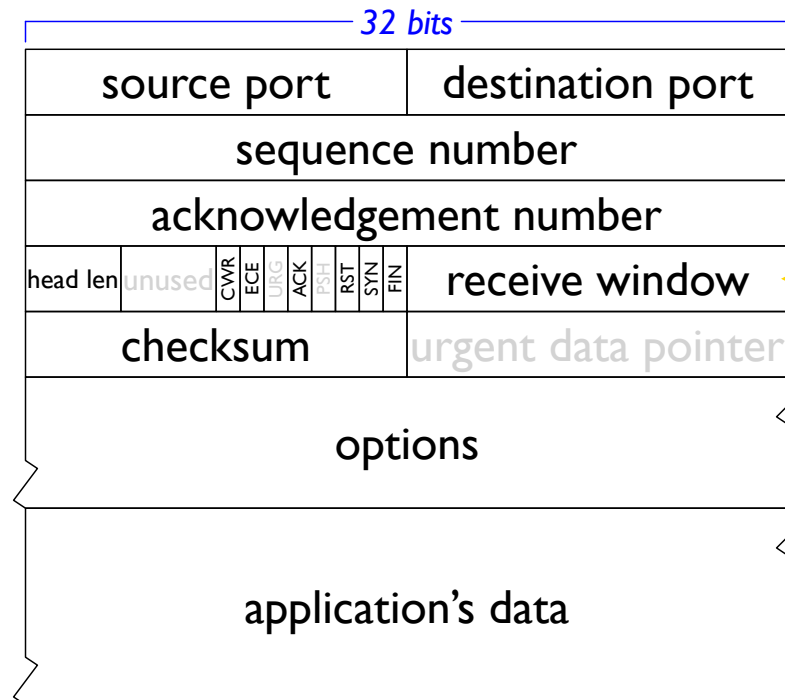 32 bits
source port destination port
sequence number
acknowledgement number
head len unused CWR ECE URG ACK PSH RST SYN FIN receive window
checksum urgent data pointer
options
application’s data